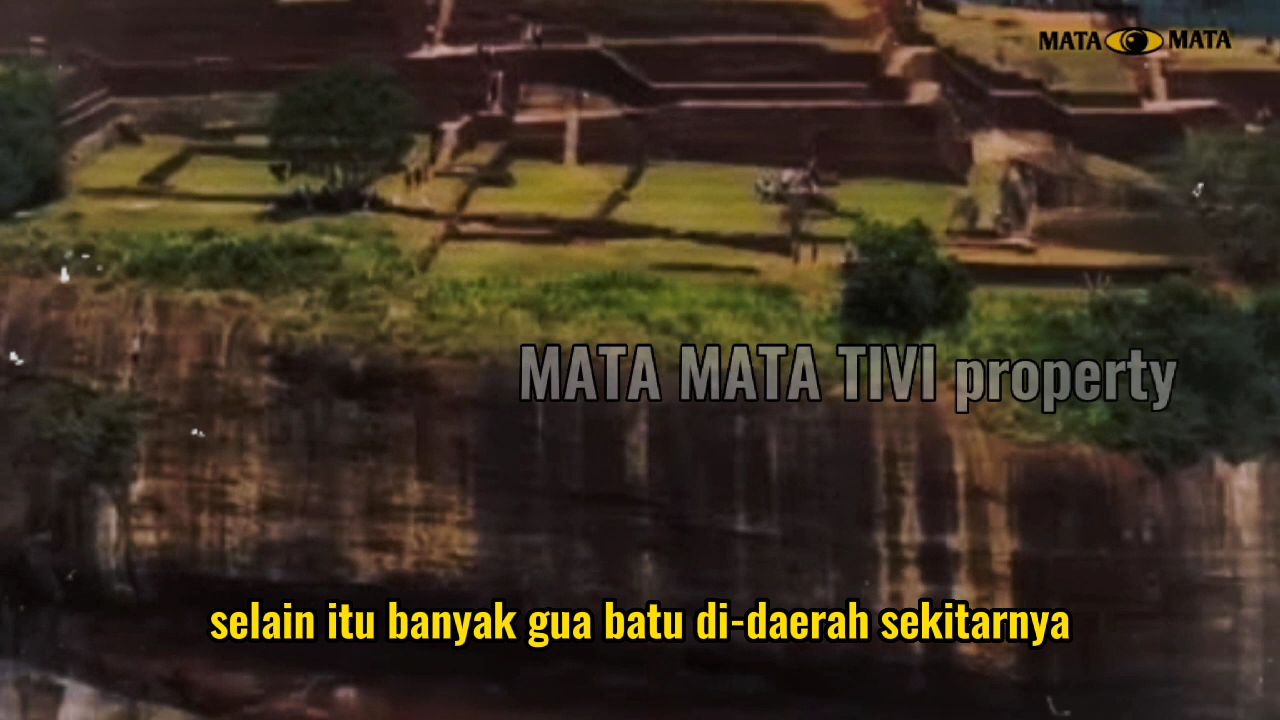 MATA MATA
MATA MATA TIVI property
selain itu banyak gua batu di-daerah sekitarnya